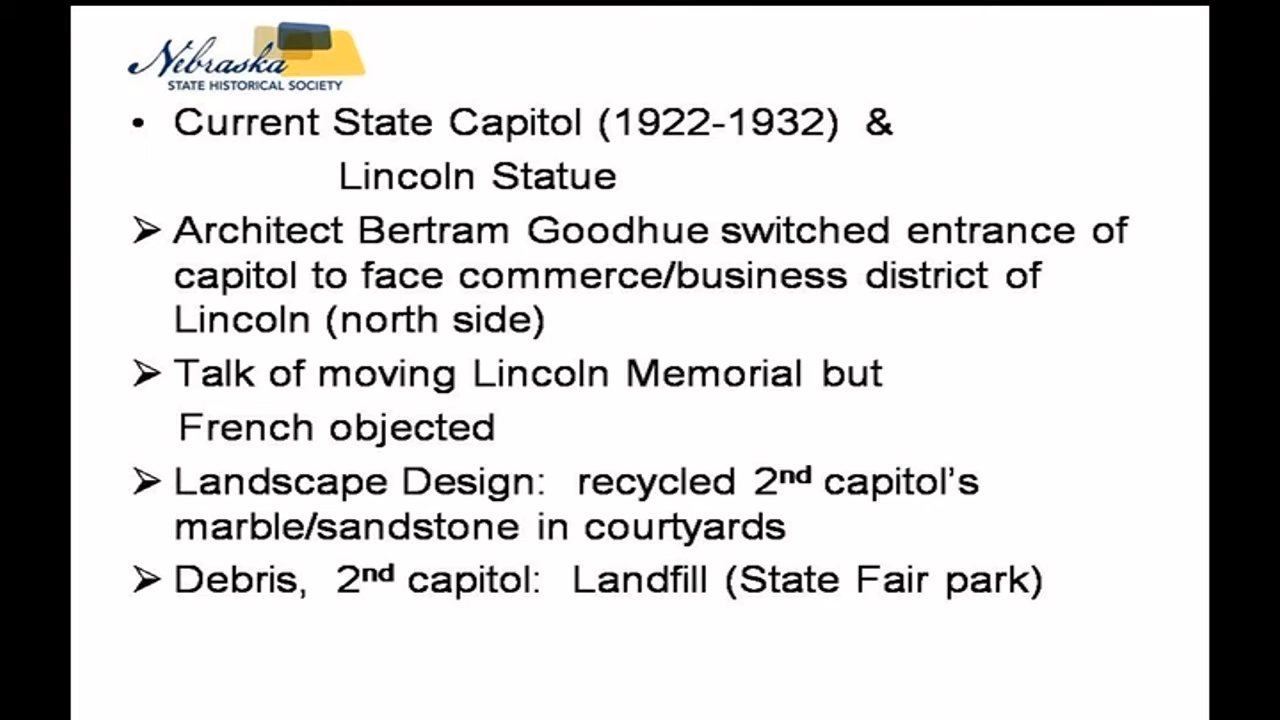 Nebraska
STATE HISTORICAL SOCIETY
• Current State Capitol (1922-1932) &
Lincoln Statue
➢ Architect Bertram Goodhue switched entrance of
capitol to face commerce/business district of
Lincoln (north side)
➢ Talk of moving Lincoln Memorial but
French objected
➢ Landscape Design: recycled 2nd capitol’s
marble/sandstone in courtyards
➢ Debris, 2nd capitol: Landfill (State Fair park)